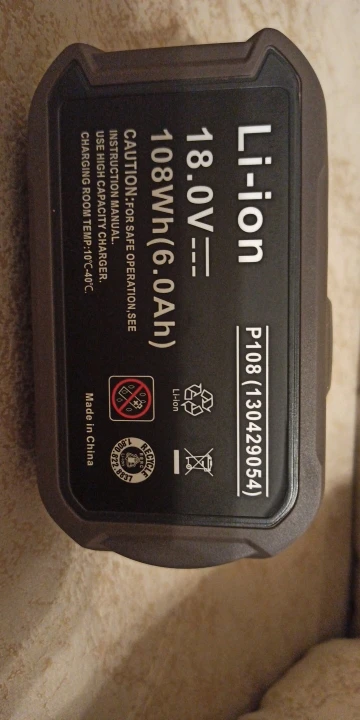 Li-ion
P108 (130429054)
18.0V
108Wh(6.0Ah)
Li-ion
CAUTION:FOR SAFE OPERATION,SEE
INSTRUCTION MANUAL.
USE HIGH CAPACITY CHARGER.
CHARGING ROOM TEMP:10℃-40℃.
RECYCLE
Made in China